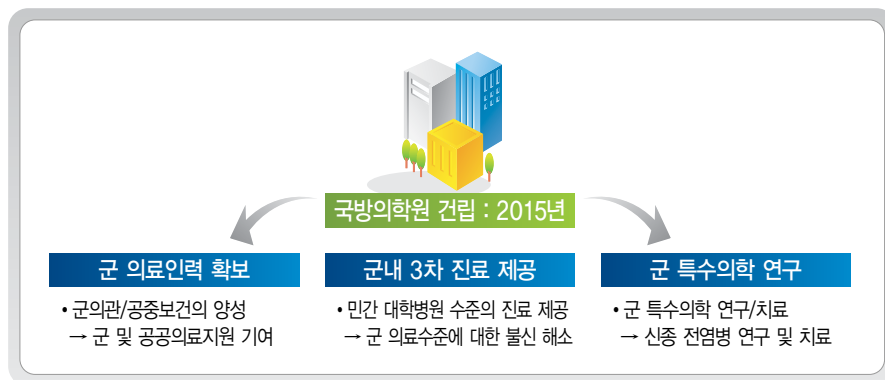 국방의학원 건립 : 2015년
군 의료인력 확보
• 군의관/공중보건의 양성
→ 군 및 공공의료지원 기여
군내 3차 진료 제공
• 민간 대학병원 수준의 진료 제공
→ 군 의료수준에 대한 불신 해소
군 특수의학 연구
• 군 특수의학 연구/치료
→ 신종 전염병 연구 및 치료